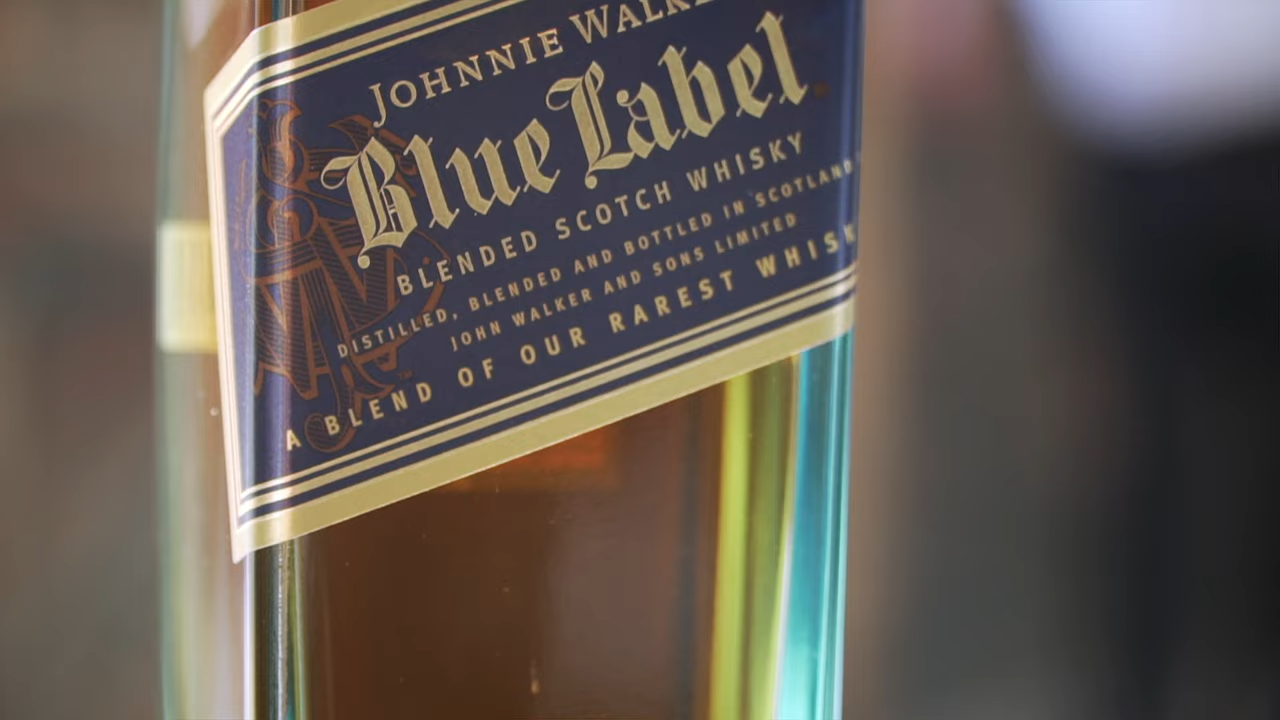 JOHNNIE WALKE
Blue Label
BLENDED SCOTCH WHISKY
DISTILLED, BLENDED AND BOTTLED IN SCOTLAND
JOHN WALKER AND SONS LIMITED
A BLEND OF OUR RAREST WHISK